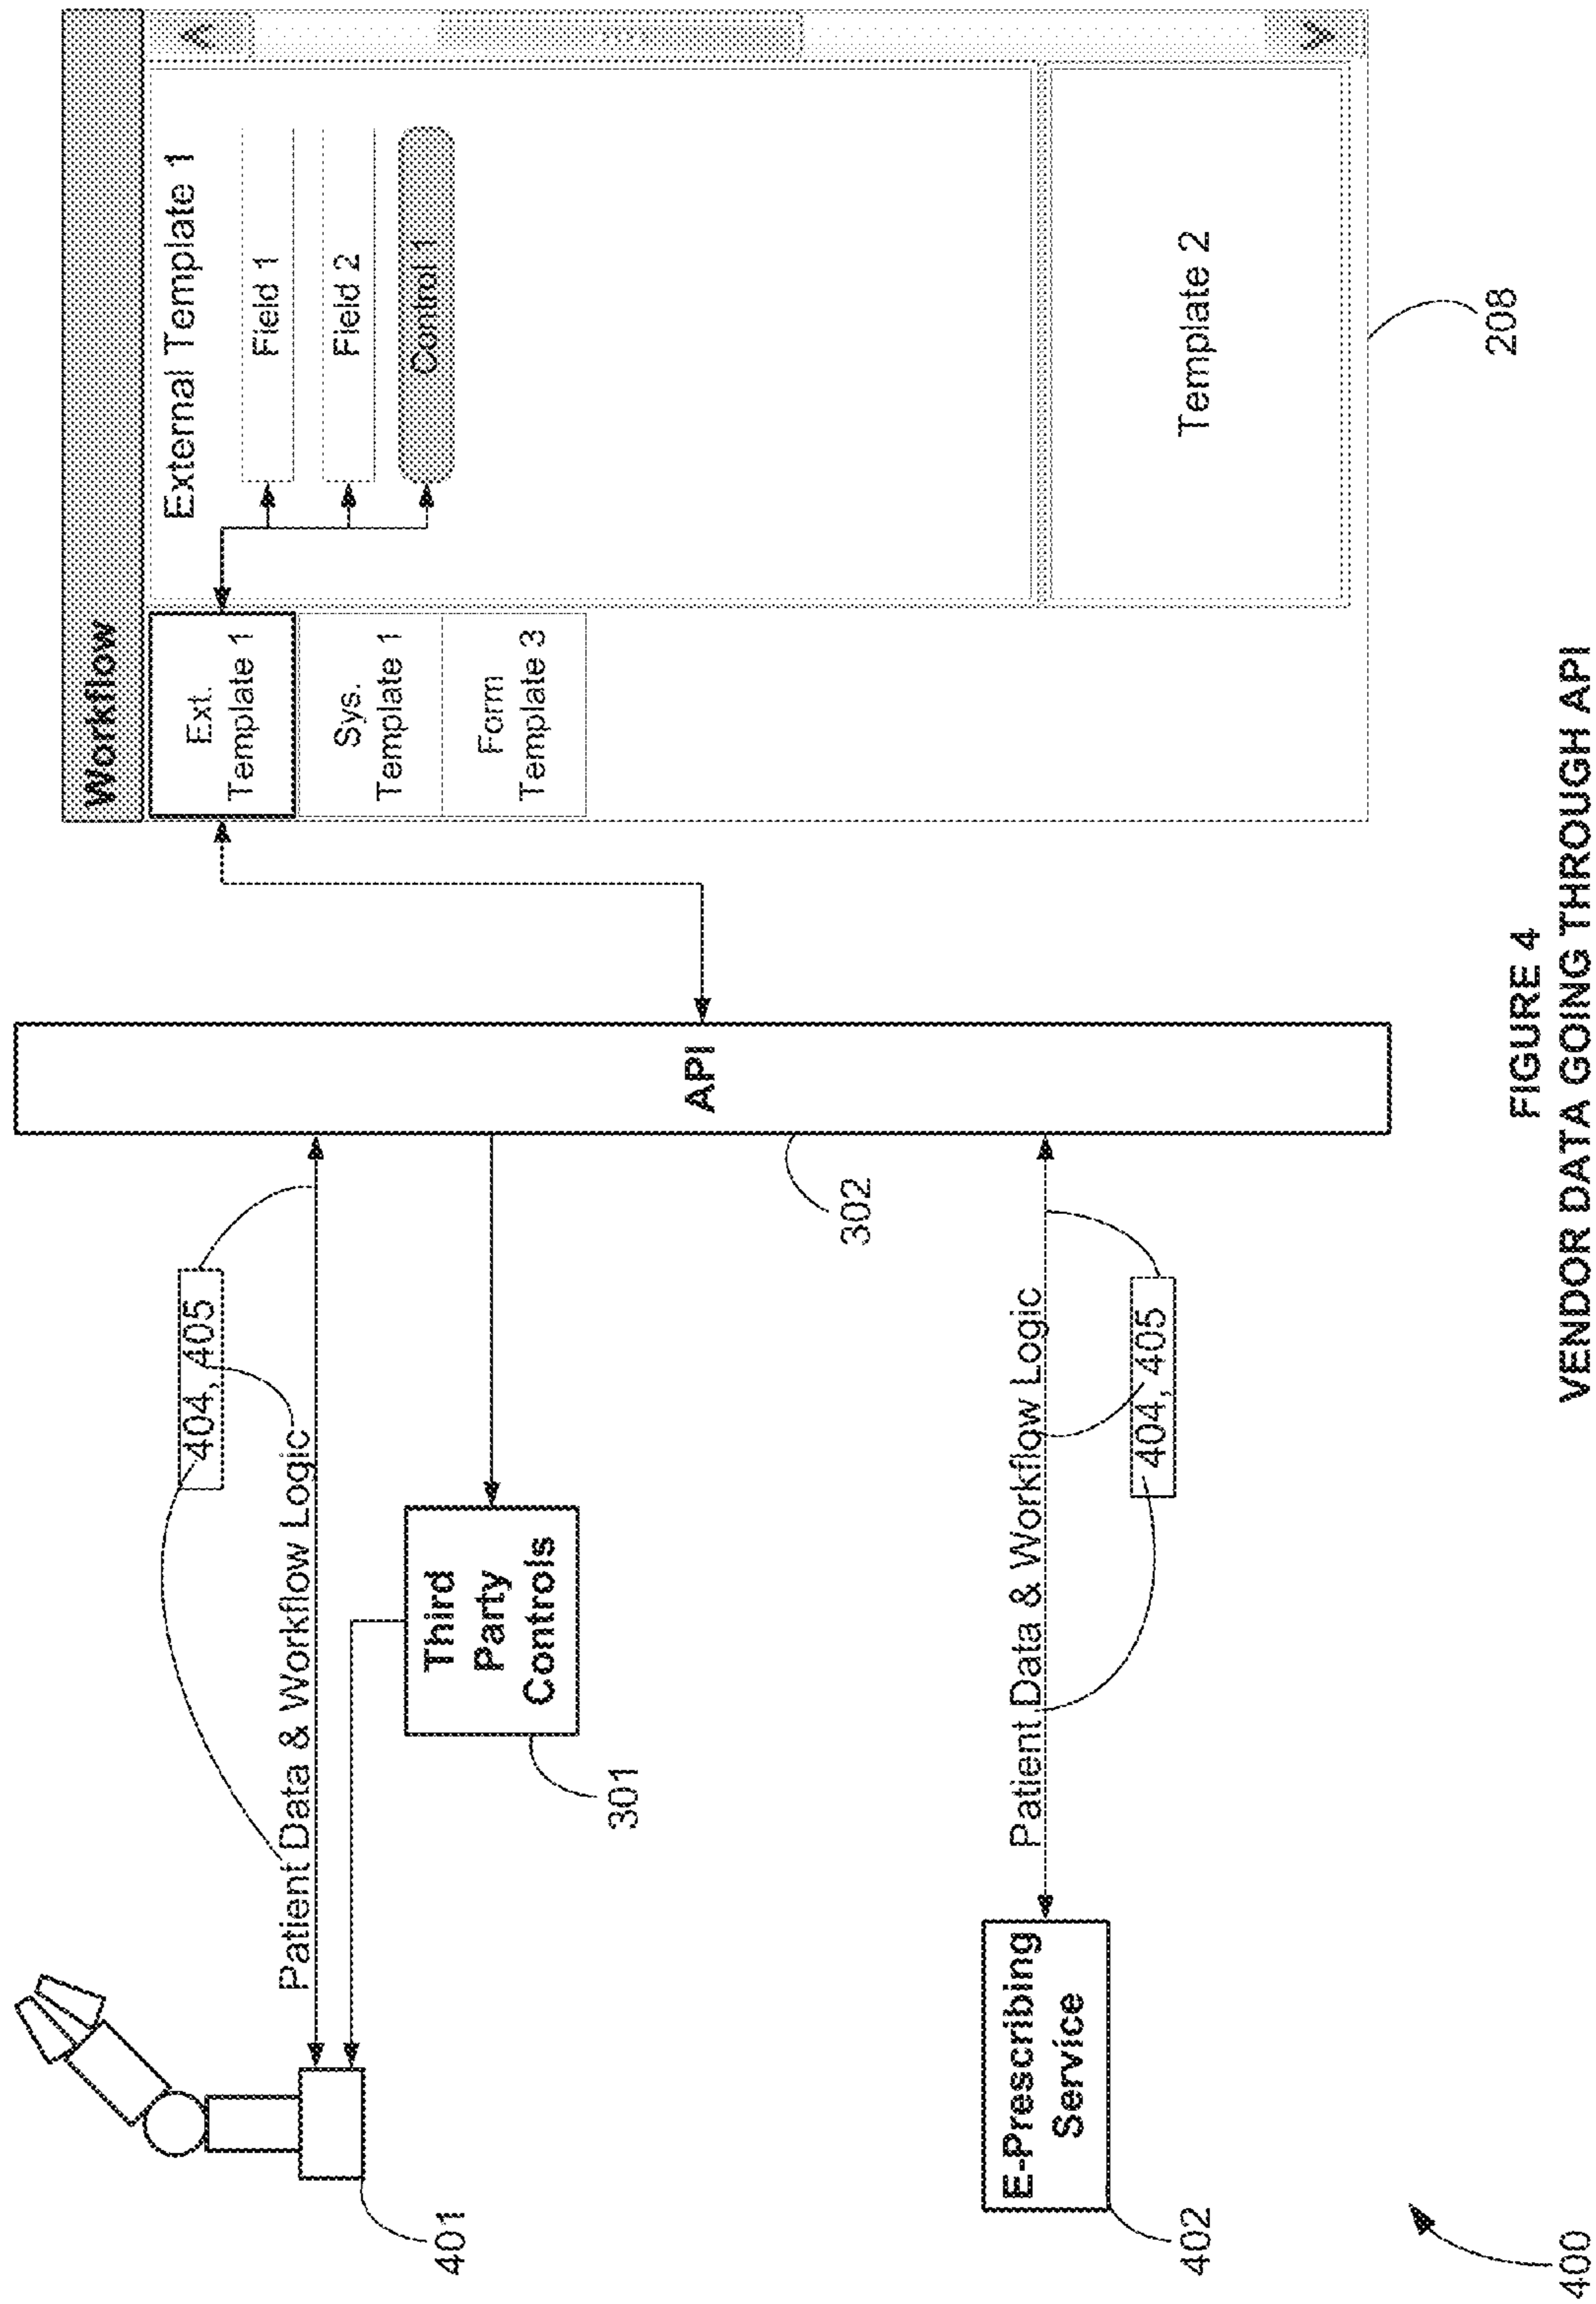 Workflow
Ext.
Template 1
Sys.
Template 1
Form
Template 3
External Template 1
Field 1
Field 2
Control 1
Template 2
208
API
302
404, 405
Patient Data & Workflow Logic
Third
Party
Controls
301
401
Patient Data & Workflow Logic
404, 405
E-Prescribing
Service
402
400
FIGURE 4
VENDOR DATA GOING THROUGH API